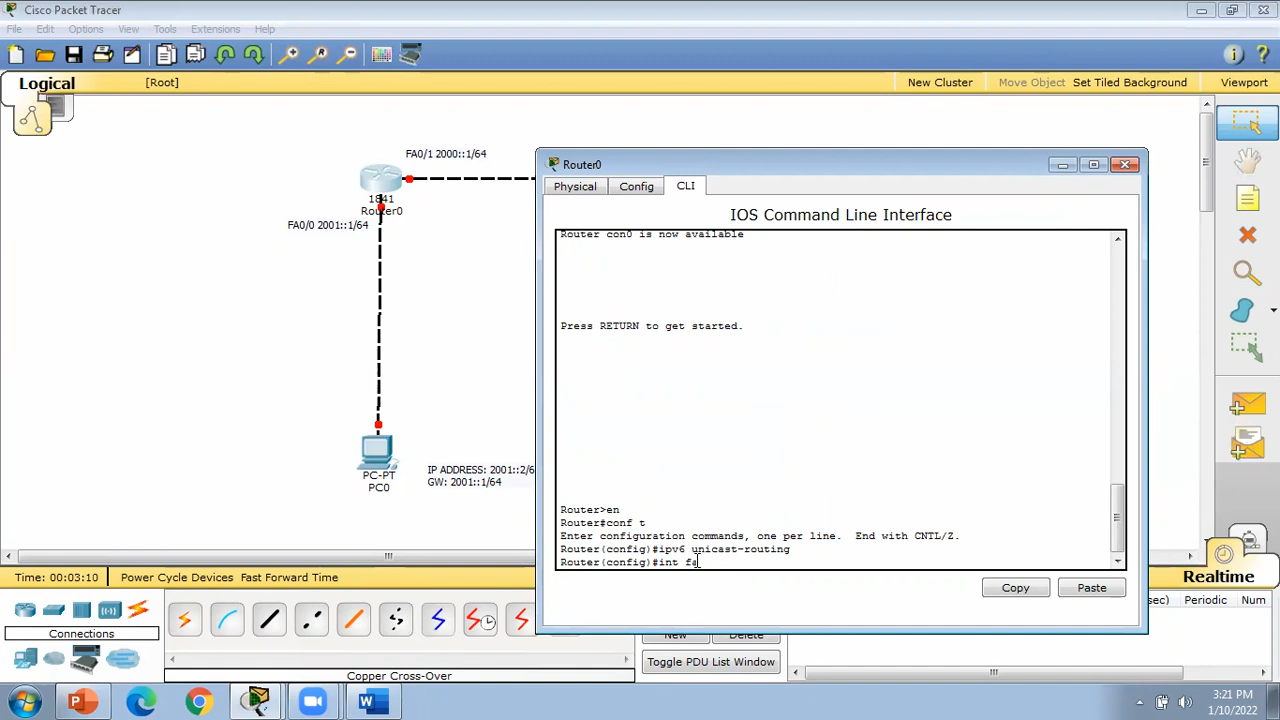 Cisco Packet Tracer
File Edit Options View Tools Extensions Help
Logical [Root] New Cluster Move Object Set Tiled Background Viewport
FA0/1 2000::1/64
1841
Router0
FA0/0 2001::1/64
PC-PT
PC0
IP ADDRESS: 2001::2/6
GW: 2001::1/64
Router0
Physical Config CLI
IOS Command Line Interface
Router con0 is now available
Press RETURN to get started.
Router>en
Router#conf t
Enter configuration commands, one per line. End with CNTL/Z.
Router(config)#ipv6 unicast-routing
Router(config)#int fa
Copy Paste
Time: 00:03:10 Power Cycle Devices Fast Forward Time
Realtime
Connections
Copper Cross-Over
New Delete
Toggle PDU List Window
sec) Periodic Num
3:21 PM
1/10/2022